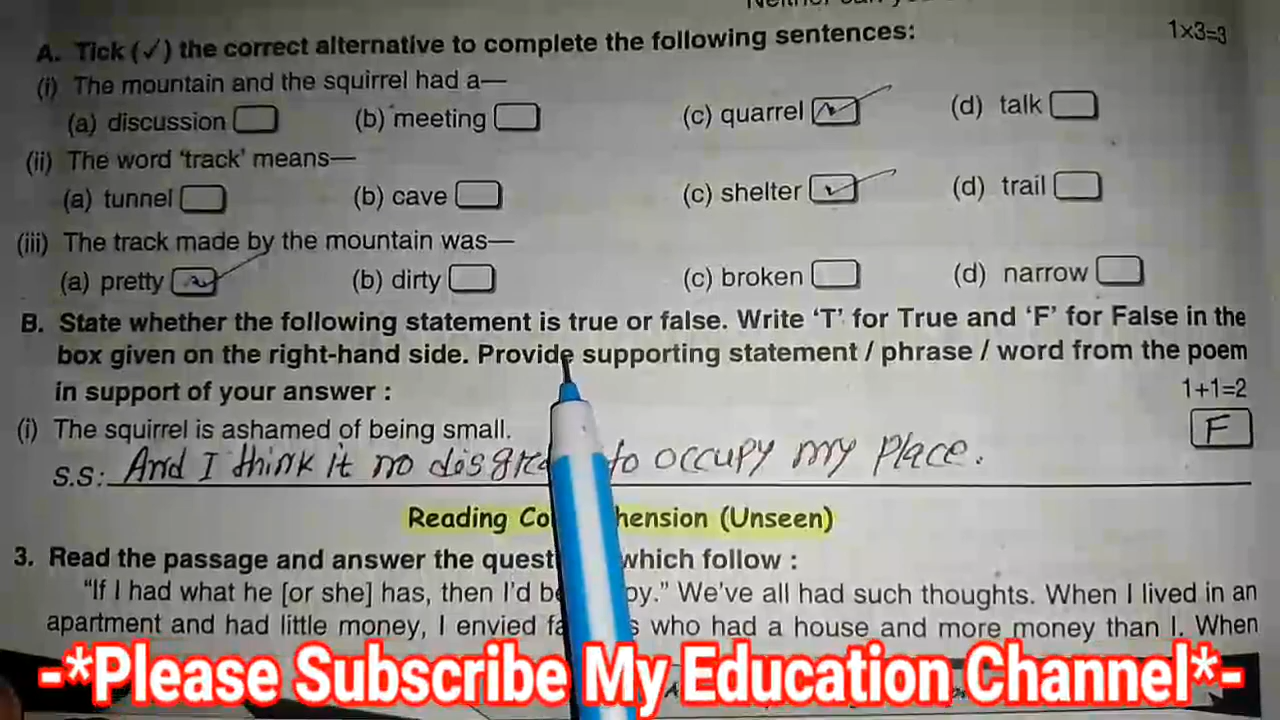 Neither can you
A. Tick (✓) the correct alternative to complete the following sentences: 1×3=3
(i) The mountain and the squirrel had a—
(a) discussion (b) meeting (c) quarrel (d) talk
(ii) The word 'track' means—
(a) tunnel (b) cave (c) shelter ✓ (d) trail
(iii) The track made by the mountain was—
(a) pretty (b) dirty (c) broken (d) narrow
B. State whether the following statement is true or false. Write 'T' for True and 'F' for False in the
box given on the right-hand side. Provide supporting statement / phrase / word from the poem
in support of your answer : 1+1=2
(i) The squirrel is ashamed of being small. F
S.S: And I think it no to occupy my place.
Reading (Unseen)
3. Read the passage and answer the which follow :
"If I had what he [or she] has, then I'd " We've all had such thoughts. When I lived in an
apartment and had little money, I envied who had a house and more money than I. When
-*Please Subscribe My Education Channel*-